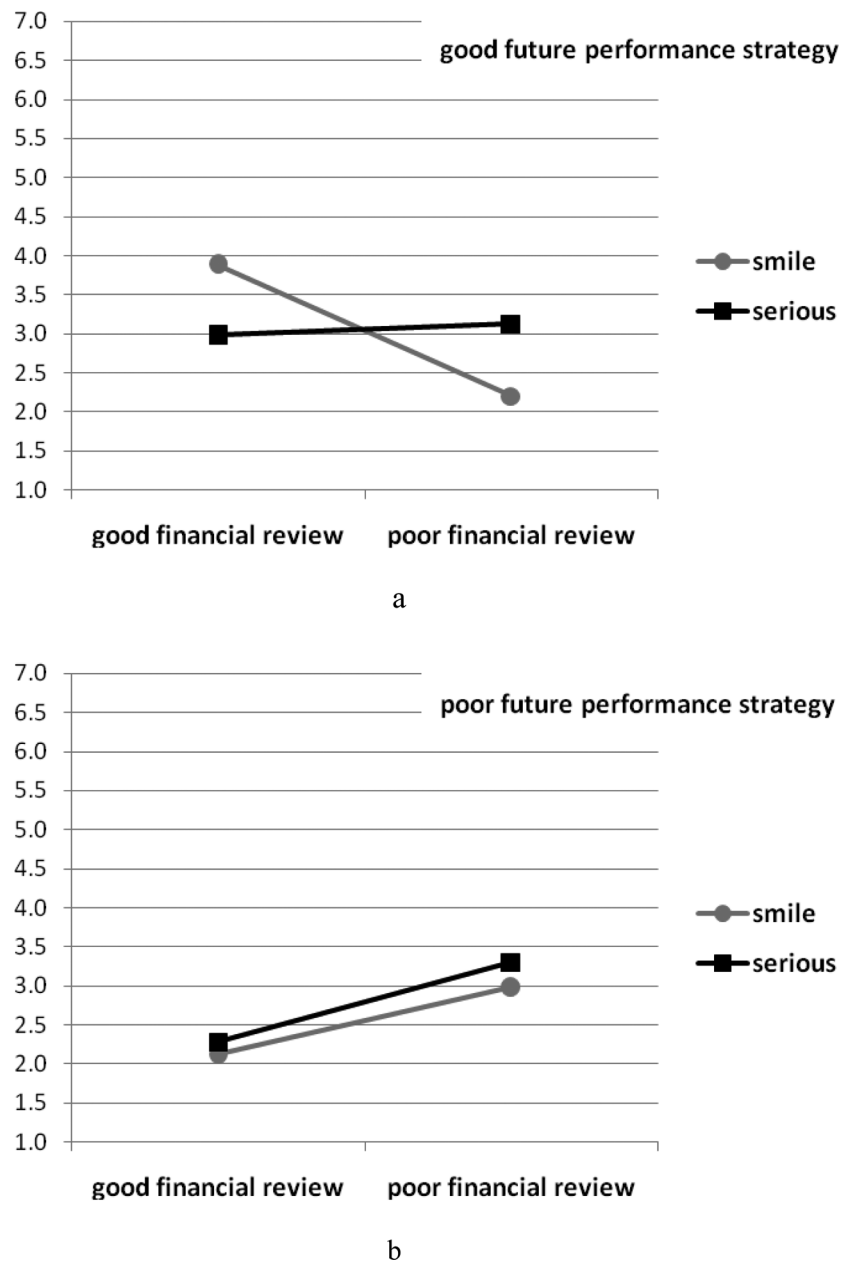 7.0
good future performance strategy
6.5
6.0
5.5
5.0
4.5
4.0
smile
3.5
serious
3.0
2.5
2.0
1.5
1.0
good financial review poor financial review
a
7.0
poor future performance strategy
6.5
6.0
5.5
5.0
4.5
4.0
smile
3.5
serious
3.0
2.5
2.0
1.5
1.0
good financial review poor financial review
b